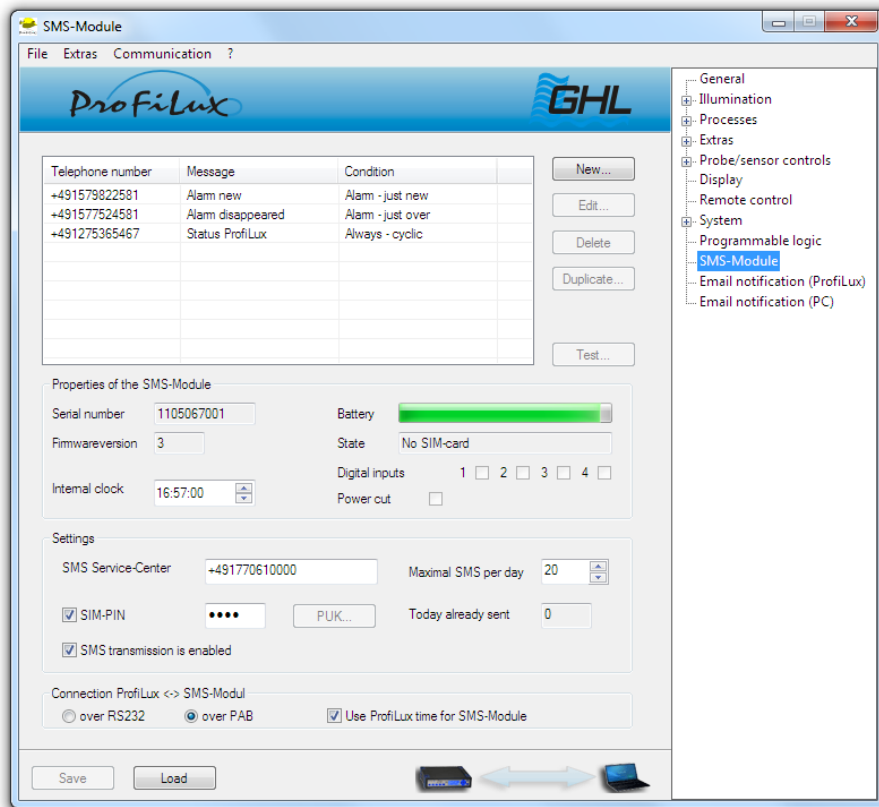 SMS-Module
File Extras Communication ?
ProFiLux GHL
Telephone number Message Condition
+491579822581 Alarm new Alarm - just new
+491577524581 Alarm disappeared Alarm - just over
+491275365467 Status ProfiLux Always - cyclic
New...
Edit...
Delete
Duplicate...
Test...
Properties of the SMS-Module
Serial number 1105067001 Battery
Firmwareversion 3 State No SIM-card
Digital inputs 1 2 3 4
Internal clock 16:57:00
Power cut
Settings
SMS Service-Center +491770610000 Maximal SMS per day 20
SIM-PIN •••• PUK... Today already sent 0
SMS transmission is enabled
Connection ProfiLux <-> SMS-Modul
over RS232 over PAB Use ProfiLux time for SMS-Module
Save Load
General
Illumination
Processes
Extras
Probe/sensor controls
Display
Remote control
System
Programmable logic
SMS-Module
Email notification (ProfiLux)
Email notification (PC)